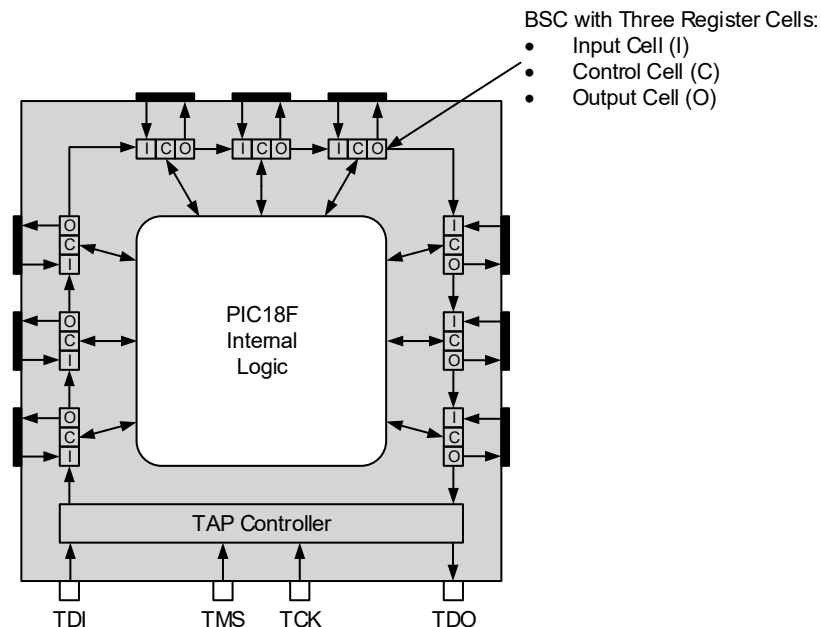 BSC with Three Register Cells:
• Input Cell (I)
• Control Cell (C)
• Output Cell (O)
I C O I C O I C O
O I
C C
I O
O I
C C
I O
O I
C C
I O
PIC18F
Internal
Logic
TAP Controller
TDI TMS TCK TDO